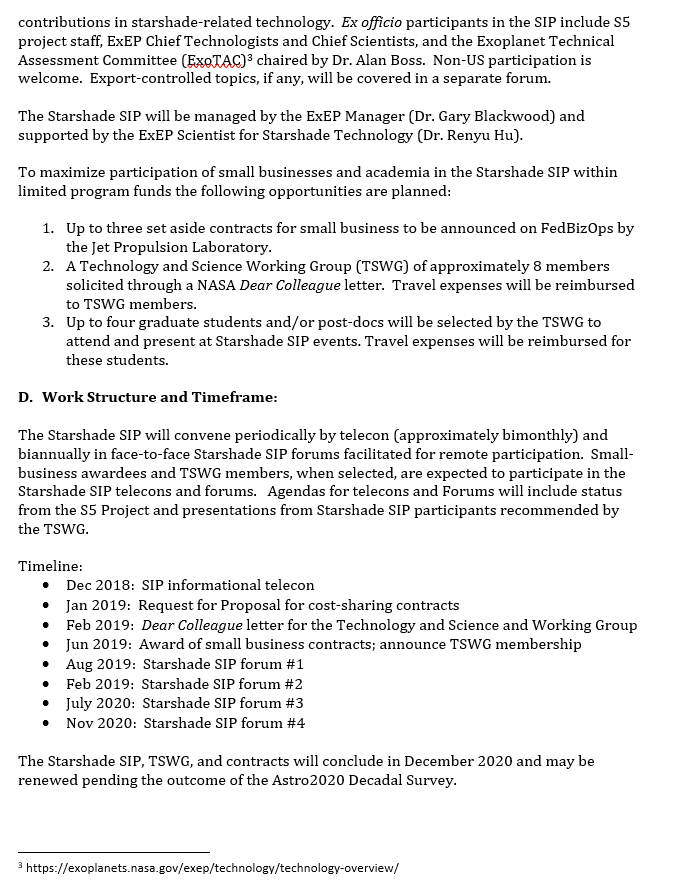 contributions in starshade-related technology.  Ex officio participants in the SIP include S5
project staff, ExEP Chief Technologists and Chief Scientists, and the Exoplanet Technical
Assessment Committee (ExoTAC)³ chaired by Dr. Alan Boss.  Non-US participation is
welcome.  Export-controlled topics, if any, will be covered in a separate forum.
The Starshade SIP will be managed by the ExEP Manager (Dr. Gary Blackwood) and
supported by the ExEP Scientist for Starshade Technology (Dr. Renyu Hu).
To maximize participation of small businesses and academia in the Starshade SIP within
limited program funds the following opportunities are planned:
1. Up to three set aside contracts for small business to be announced on FedBizOps by
the Jet Propulsion Laboratory.
2. A Technology and Science Working Group (TSWG) of approximately 8 members
solicited through a NASA Dear Colleague letter.  Travel expenses will be reimbursed
to TSWG members.
3. Up to four graduate students and/or post-docs will be selected by the TSWG to
attend and present at Starshade SIP events. Travel expenses will be reimbursed for
these students.
D. Work Structure and Timeframe:
The Starshade SIP will convene periodically by telecon (approximately bimonthly) and
biannually in face-to-face Starshade SIP forums facilitated for remote participation.  Small-
business awardees and TSWG members, when selected, are expected to participate in the
Starshade SIP telecons and forums.   Agendas for telecons and Forums will include status
from the S5 Project and presentations from Starshade SIP participants recommended by
the TSWG.
Timeline:
• Dec 2018:  SIP informational telecon
• Jan 2019:  Request for Proposal for cost-sharing contracts
• Feb 2019:  Dear Colleague letter for the Technology and Science and Working Group
• Jun 2019:  Award of small business contracts; announce TSWG membership
• Aug 2019:  Starshade SIP forum #1
• Feb 2019:  Starshade SIP forum #2
• July 2020:  Starshade SIP forum #3
• Nov 2020:  Starshade SIP forum #4
The Starshade SIP, TSWG, and contracts will conclude in December 2020 and may be
renewed pending the outcome of the Astro2020 Decadal Survey.
³ https://exoplanets.nasa.gov/exep/technology/technology-overview/